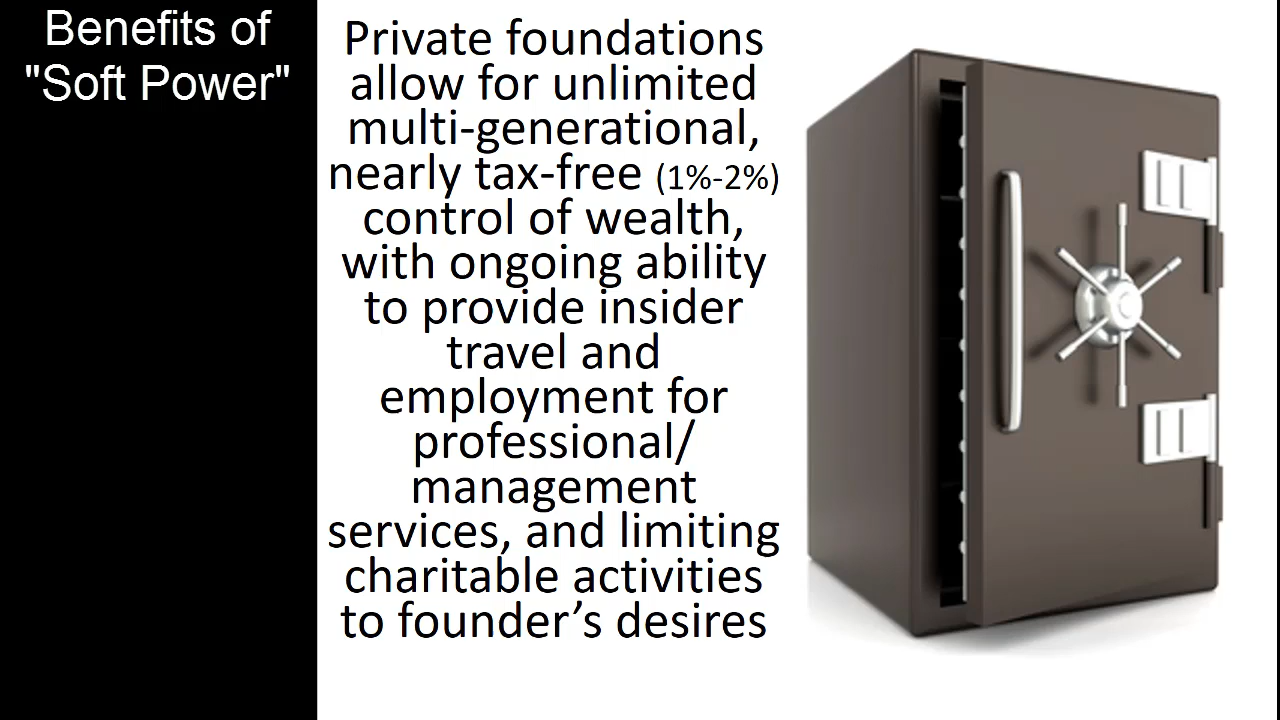 Benefits of
"Soft Power"
Private foundations
allow for unlimited
multi-generational,
nearly tax-free (1%-2%)
control of wealth,
with ongoing ability
to provide insider
travel and
employment for
professional/
management
services, and limiting
charitable activities
to founder’s desires